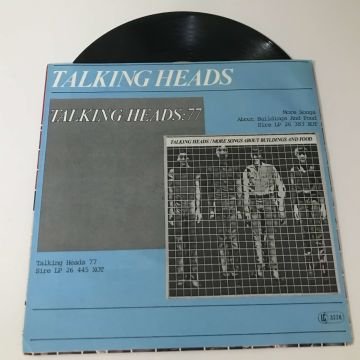 TALKING HEADS
More Songs
About Buildings And Food
Sire LP 26 383 XOT
TALKING HEADS:77
TALKING HEADS / MORE SONGS ABOUT BUILDINGS AND FOOD
Talking Heads 77
Sire LP 26 445 XOT
LC